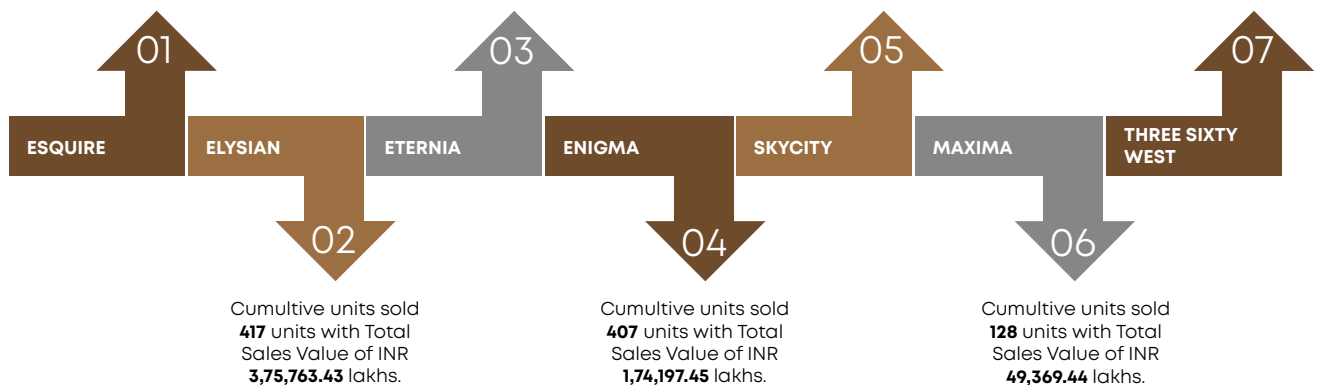 01
03
05
07
ESQUIRE
ELYSIAN
ETERNIA
ENIGMA
SKYCITY
MAXIMA
THREE SIXTY
WEST
02
04
06
Cumultive units sold
417 units with Total
Sales Value of INR
3,75,763.43 lakhs.
Cumultive units sold
407 units with Total
Sales Value of INR
1,74,197.45 lakhs.
Cumultive units sold
128 units with Total
Sales Value of INR
49,369.44 lakhs.